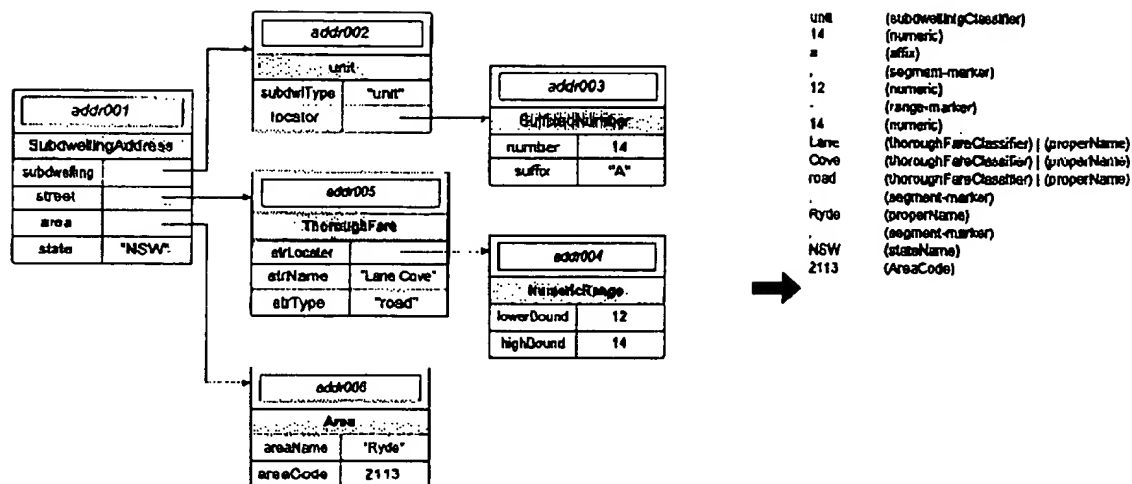 addr001
SubdwellingAddress
subdwelling
street
area
state "NSW"
addr002
unit
subdwlType "unit"
locator
addr003
SuffixedNumber
number 14
suffix "A"
addr005
ThoroughFare
strLocater
strName "Lane Cove"
strType "road"
addr004
NumericRange
lowerBound 12
highBound 14
addr006
Area
areaName "Ryde"
areaCode 2113
unit (subdwellingClassifier)
14 (numeric)
a (affix)
, (segment-marker)
12 (numeric)
- (range-marker)
14 (numeric)
Lane (thoroughFareClassifier) | (properName)
Cove (thoroughFareClassifier) | (properName)
road (thoroughFareClassifier) | (properName)
, (segment-marker)
Ryde (properName)
, (segment-marker)
NSW (stateName)
2113 (AreaCode)